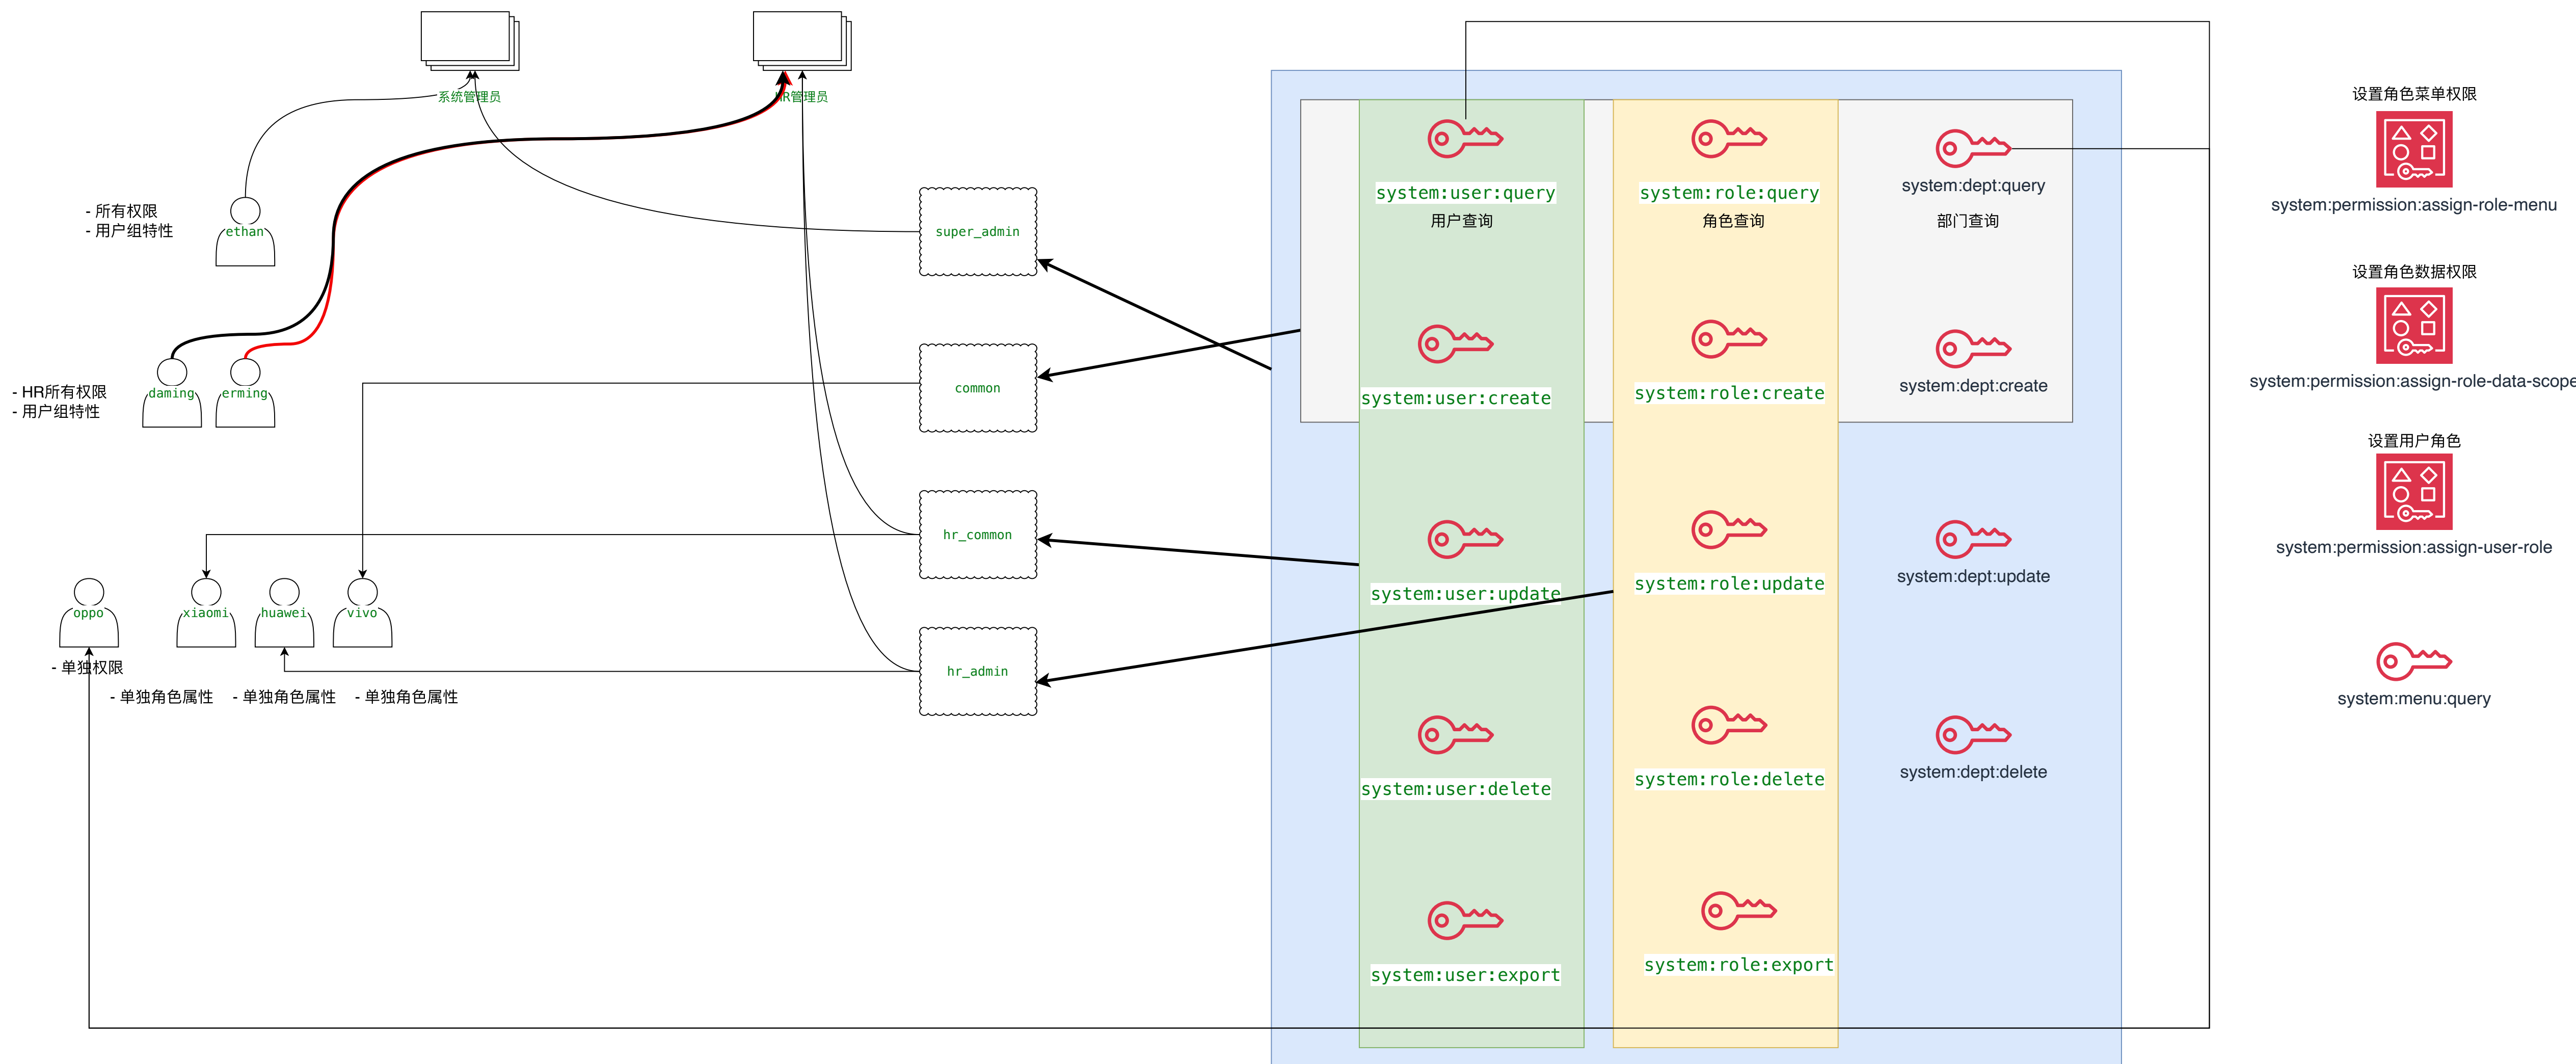 系统管理员
HR管理员
- 所有权限
- 用户组特性
ethan
- HR所有权限
- 用户组特性
daming
erming
oppo
xiaomi
huawei
vivo
- 单独权限
- 单独角色属性
- 单独角色属性
- 单独角色属性
super_admin
common
hr_common
hr_admin
system:user:query
用户查询
system:user:create
system:user:update
system:user:delete
system:user:export
system:role:query
角色查询
system:role:create
system:role:update
system:role:delete
system:role:export
system:dept:query
部门查询
system:dept:create
system:dept:update
system:dept:delete
设置角色菜单权限
system:permission:assign-role-menu
设置角色数据权限
system:permission:assign-role-data-scope
设置用户角色
system:permission:assign-user-role
system:menu:query